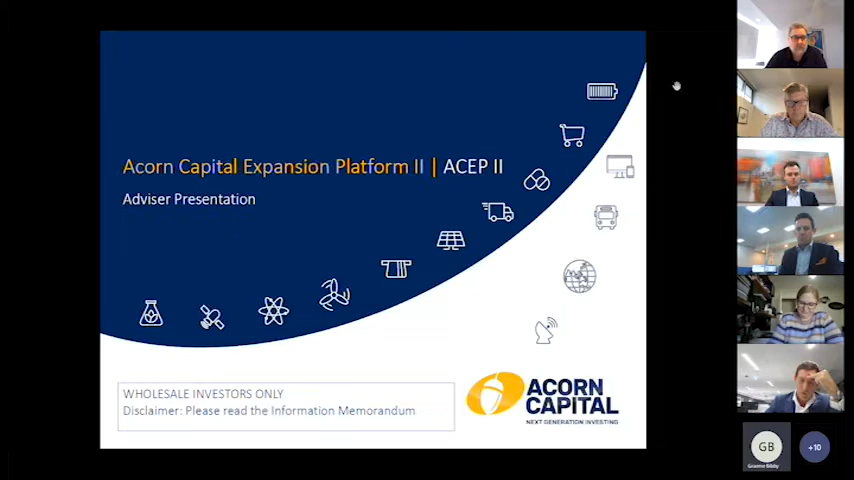 Acorn Capital Expansion Platform II | ACEP II
Adviser Presentation
WHOLESALE INVESTORS ONLY
Disclaimer: Please read the Information Memorandum
ACORN
CAPITAL
NEXT GENERATION INVESTING
GB
+10
Graeme Bibby